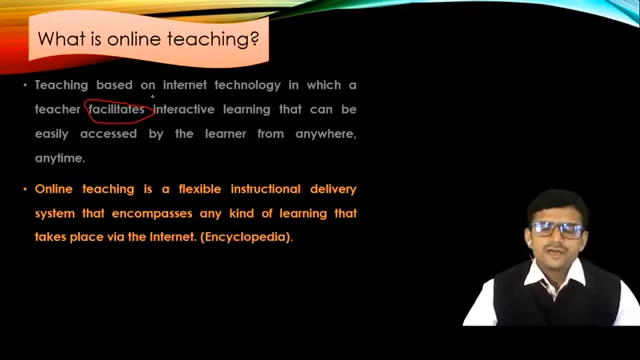 What is online teaching?
• Teaching based on internet technology in which a
teacher facilitates interactive learning that can be
easily accessed by the learner from anywhere,
anytime.
• Online teaching is a flexible instructional delivery
system that encompasses any kind of learning that
takes place via the Internet. (Encyclopedia).